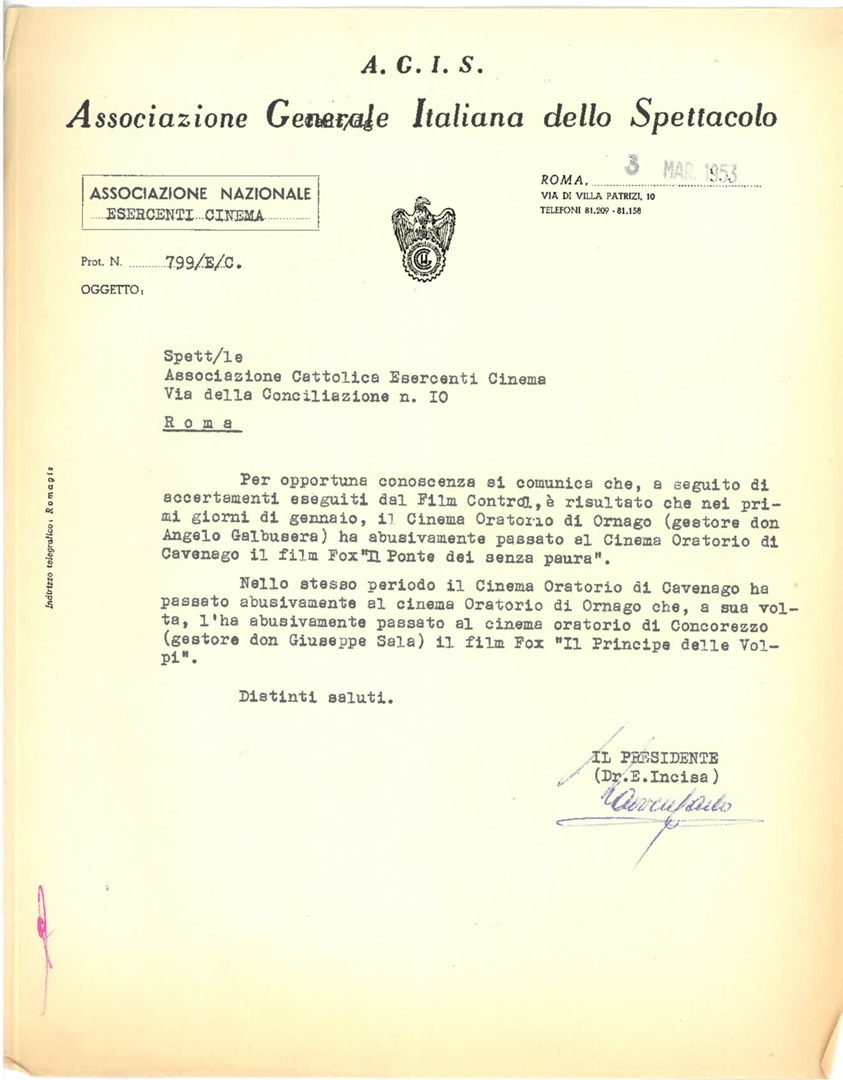 A. G. I. S.
Associazione Generale Italiana dello Spettacolo
ASSOCIAZIONE NAZIONALE
ESERCENTI CINEMA
ROMA, 3 MAR. 1953
VIA DI VILLA PATRIZI, 10
TELEFONI 81.209 - 81.158
Prot. N. 799/E/C.
OGGETTO:
Spett/le
Associazione Cattolica Esercenti Cinema
Via della Conciliazione n. IO
R o m a
Per opportuna conoscenza si comunica che, a seguito di
accertamenti eseguiti dal Film Control, è risultato che nei pri-
mi giorni di gennaio, il Cinema Oratorio di Ornago (gestore don
Angelo Galbusera) ha abusivamente passato al Cinema Oratorio di
Cavenago il film Fox"Il Ponte dei senza paura".
Nello stesso periodo il Cinema Oratorio di Cavenago ha
passato abusivamente al cinema Oratorio di Ornago che, a sua vol-
ta, l'ha abusivamente passato al cinema oratorio di Concorezzo
(gestore don Giuseppe Sala) il film Fox "Il Principe delle Vol-
pi".
Distinti saluti.
IL PRESIDENTE
(Dr.E.Incisa)
Indirizzo telegrafico: Romagis